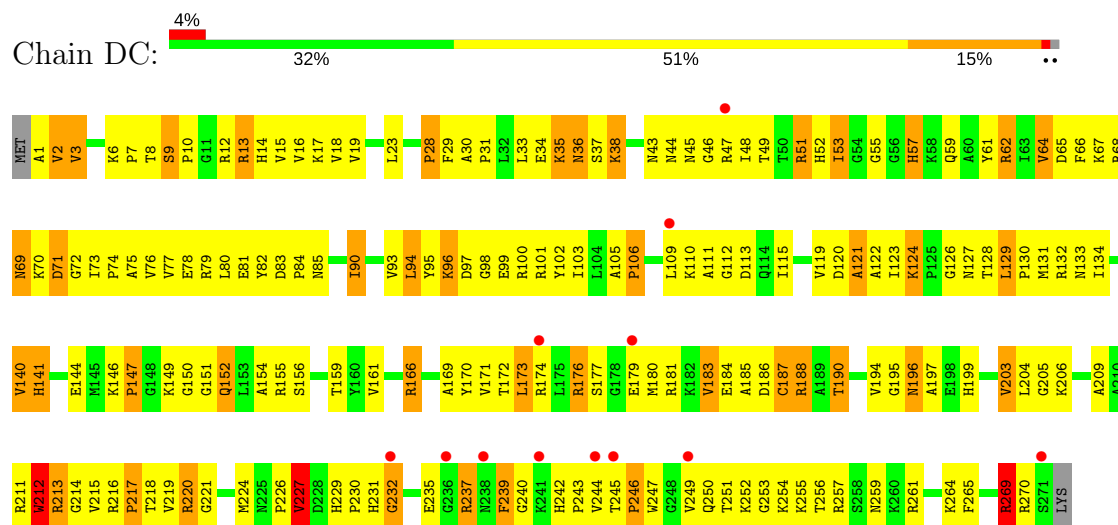 4%
Chain DC:
32% 51% 15% ••
MET A1 V2 V3 K6 P7 T8 S9 P10 G11 R12 R13 H14 V15 V16 K17 V18 V19 L23 P28 F29 A30 P31 L32 L33 E34 K35 N36 S37 K38 N43 N44 N45 G46 R47 I48 T49 T50 R51 H52 I53 G54 G55 G56 H57 K58 Q59 A60 Y61 R62 I63 V64 D65 F66 K67 R68
N69 K70 D71 G72 I73 P74 A75 V76 V77 E78 R79 L80 E81 Y82 D83 P84 N85 I90 V93 L94 Y95 K96 D97 G98 E99 R100 R101 Y102 I103 L104 A105 P106 L109 K110 A111 G112 D113 Q114 I115 V119 D120 A121 A122 I123 K124 P125 G126 N127 T128 L129 P130 M131 R132 N133 I134
V140 H141 E144 M145 K146 P147 G148 K149 G150 G151 Q152 L153 A154 R155 S156 T159 Y160 V161 R166 A169 Y170 V171 T172 L173 R174 L175 R176 S177 G178 E179 M180 R181 K182 V183 E184 A185 D186 C187 R188 A189 T190 V194 G195 N196 A197 E198 H199 V203 L204 G205 K206 A209 A210
R211 W212 R213 G214 V215 R216 P217 T218 V219 R220 G221 M224 N225 P226 V227 D228 H229 P230 H231 G232 E235 G236 R237 N238 F239 G240 K241 H242 P243 V244 T245 P246 W247 G248 V249 Q250 T251 K252 G253 K254 K255 T256 R257 S258 N259 K260 R261 K264 F265 R269 R270 S271 LYS